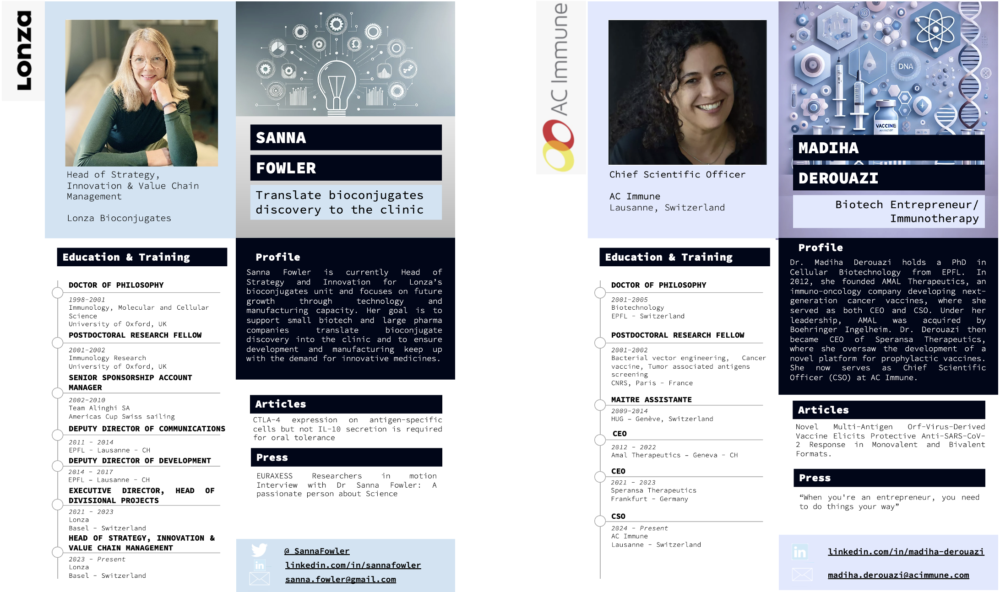 Lonza
Head of Strategy,
Innovation & Value Chain
Management
Lonza Bioconjugates
SANNA
FOWLER
Translate bioconjugates
discovery to the clinic
Education & Training
DOCTOR OF PHILOSOPHY
1998-2001
Immunology, Molecular and Cellular
Science
University of Oxford, UK
POSTDOCTORAL RESEARCH FELLOW
2001-2002
Immunology Research
University of Oxford, UK
SENIOR SPONSORSHIP ACCOUNT
MANAGER
2002-2010
Team Alinghi SA
Americas Cup Swiss sailing
DEPUTY DIRECTOR OF COMMUNICATIONS
2011 - 2014
EPFL - Lausanne - CH
DEPUTY DIRECTOR OF DEVELOPMENT
2014 - 2017
EPFL – Lausanne - CH
EXECUTIVE DIRECTOR, HEAD OF
DIVISIONAL PROJECTS
2021 - 2023
Lonza
Basel – Switzerland
HEAD OF STRATEGY, INNOVATION &
VALUE CHAIN MANAGEMENT
2023 - Present
Lonza
Basel – Switzerland
Profile
Sanna Fowler is currently Head of
Strategy and Innovation for Lonza’s
bioconjugates unit and focuses on future
growth through technology and
manufacturing capacity. Her goal is to
support small biotech and large pharma
companies translate bioconjugate
discovery into the clinic and to ensure
development and manufacturing keep up
with the demand for innovative medicines.
Articles
CTLA-4 expression on antigen-specific
cells but not IL-10 secretion is required
for oral tolerance
Press
EURAXESS Researchers in motion
Interview with Dr Sanna Fowler: A
passionate person about Science
@ SannaFowler
in
linkedin.com/in/sannafowler
sanna.fowler@gmail.com
AC Immune
Chief Scientific Officer
AC Immune
Lausanne, Switzerland
DNA
VACCINE
MADIHA
DEROUAZI
Biotech Entrepreneur/
Immunotherapy
Education & Training
DOCTOR OF PHILOSOPHY
2001-2005
Biotechnology
EPFL - Switzerland
POSTDOCTORAL RESEARCH FELLOW
2001-2002
Bacterial vector engineering, Cancer
vaccine, Tumor associated antigens
screening
CNRS, Paris - France
MAITRE ASSISTANTE
2009-2014
HUG – Genève, Switzerland
CEO
2012 - 2022
Amal Therapeutics – Geneva - CH
CEO
2021 - 2023
Speransa Therapeutics
Frankfurt - Germany
CSO
2024 - Present
AC Immune
Lausanne - Switzerland
Profile
Dr. Madiha Derouazi holds a PhD in
Cellular Biotechnology from EPFL. In
2012, she founded AMAL Therapeutics, an
immuno-oncology company developing next-
generation cancer vaccines, where she
served as both CEO and CSO. Under her
leadership, AMAL was acquired by
Boehringer Ingelheim. Dr. Derouazi then
became CEO of Speransa Therapeutics,
where she oversaw the development of a
novel platform for prophylactic vaccines.
She now serves as Chief Scientific
Officer (CSO) at AC Immune.
Articles
Novel Multi-Antigen Orf-Virus-Derived
Vaccine Elicits Protective Anti-SARS-CoV-
2 Response in Monovalent and Bivalent
Formats.
Press
“When you're an entrepreneur, you need
to do things your way”
in
linkedin.com/in/madiha-derouazi
madiha.derouazi@acimmune.com